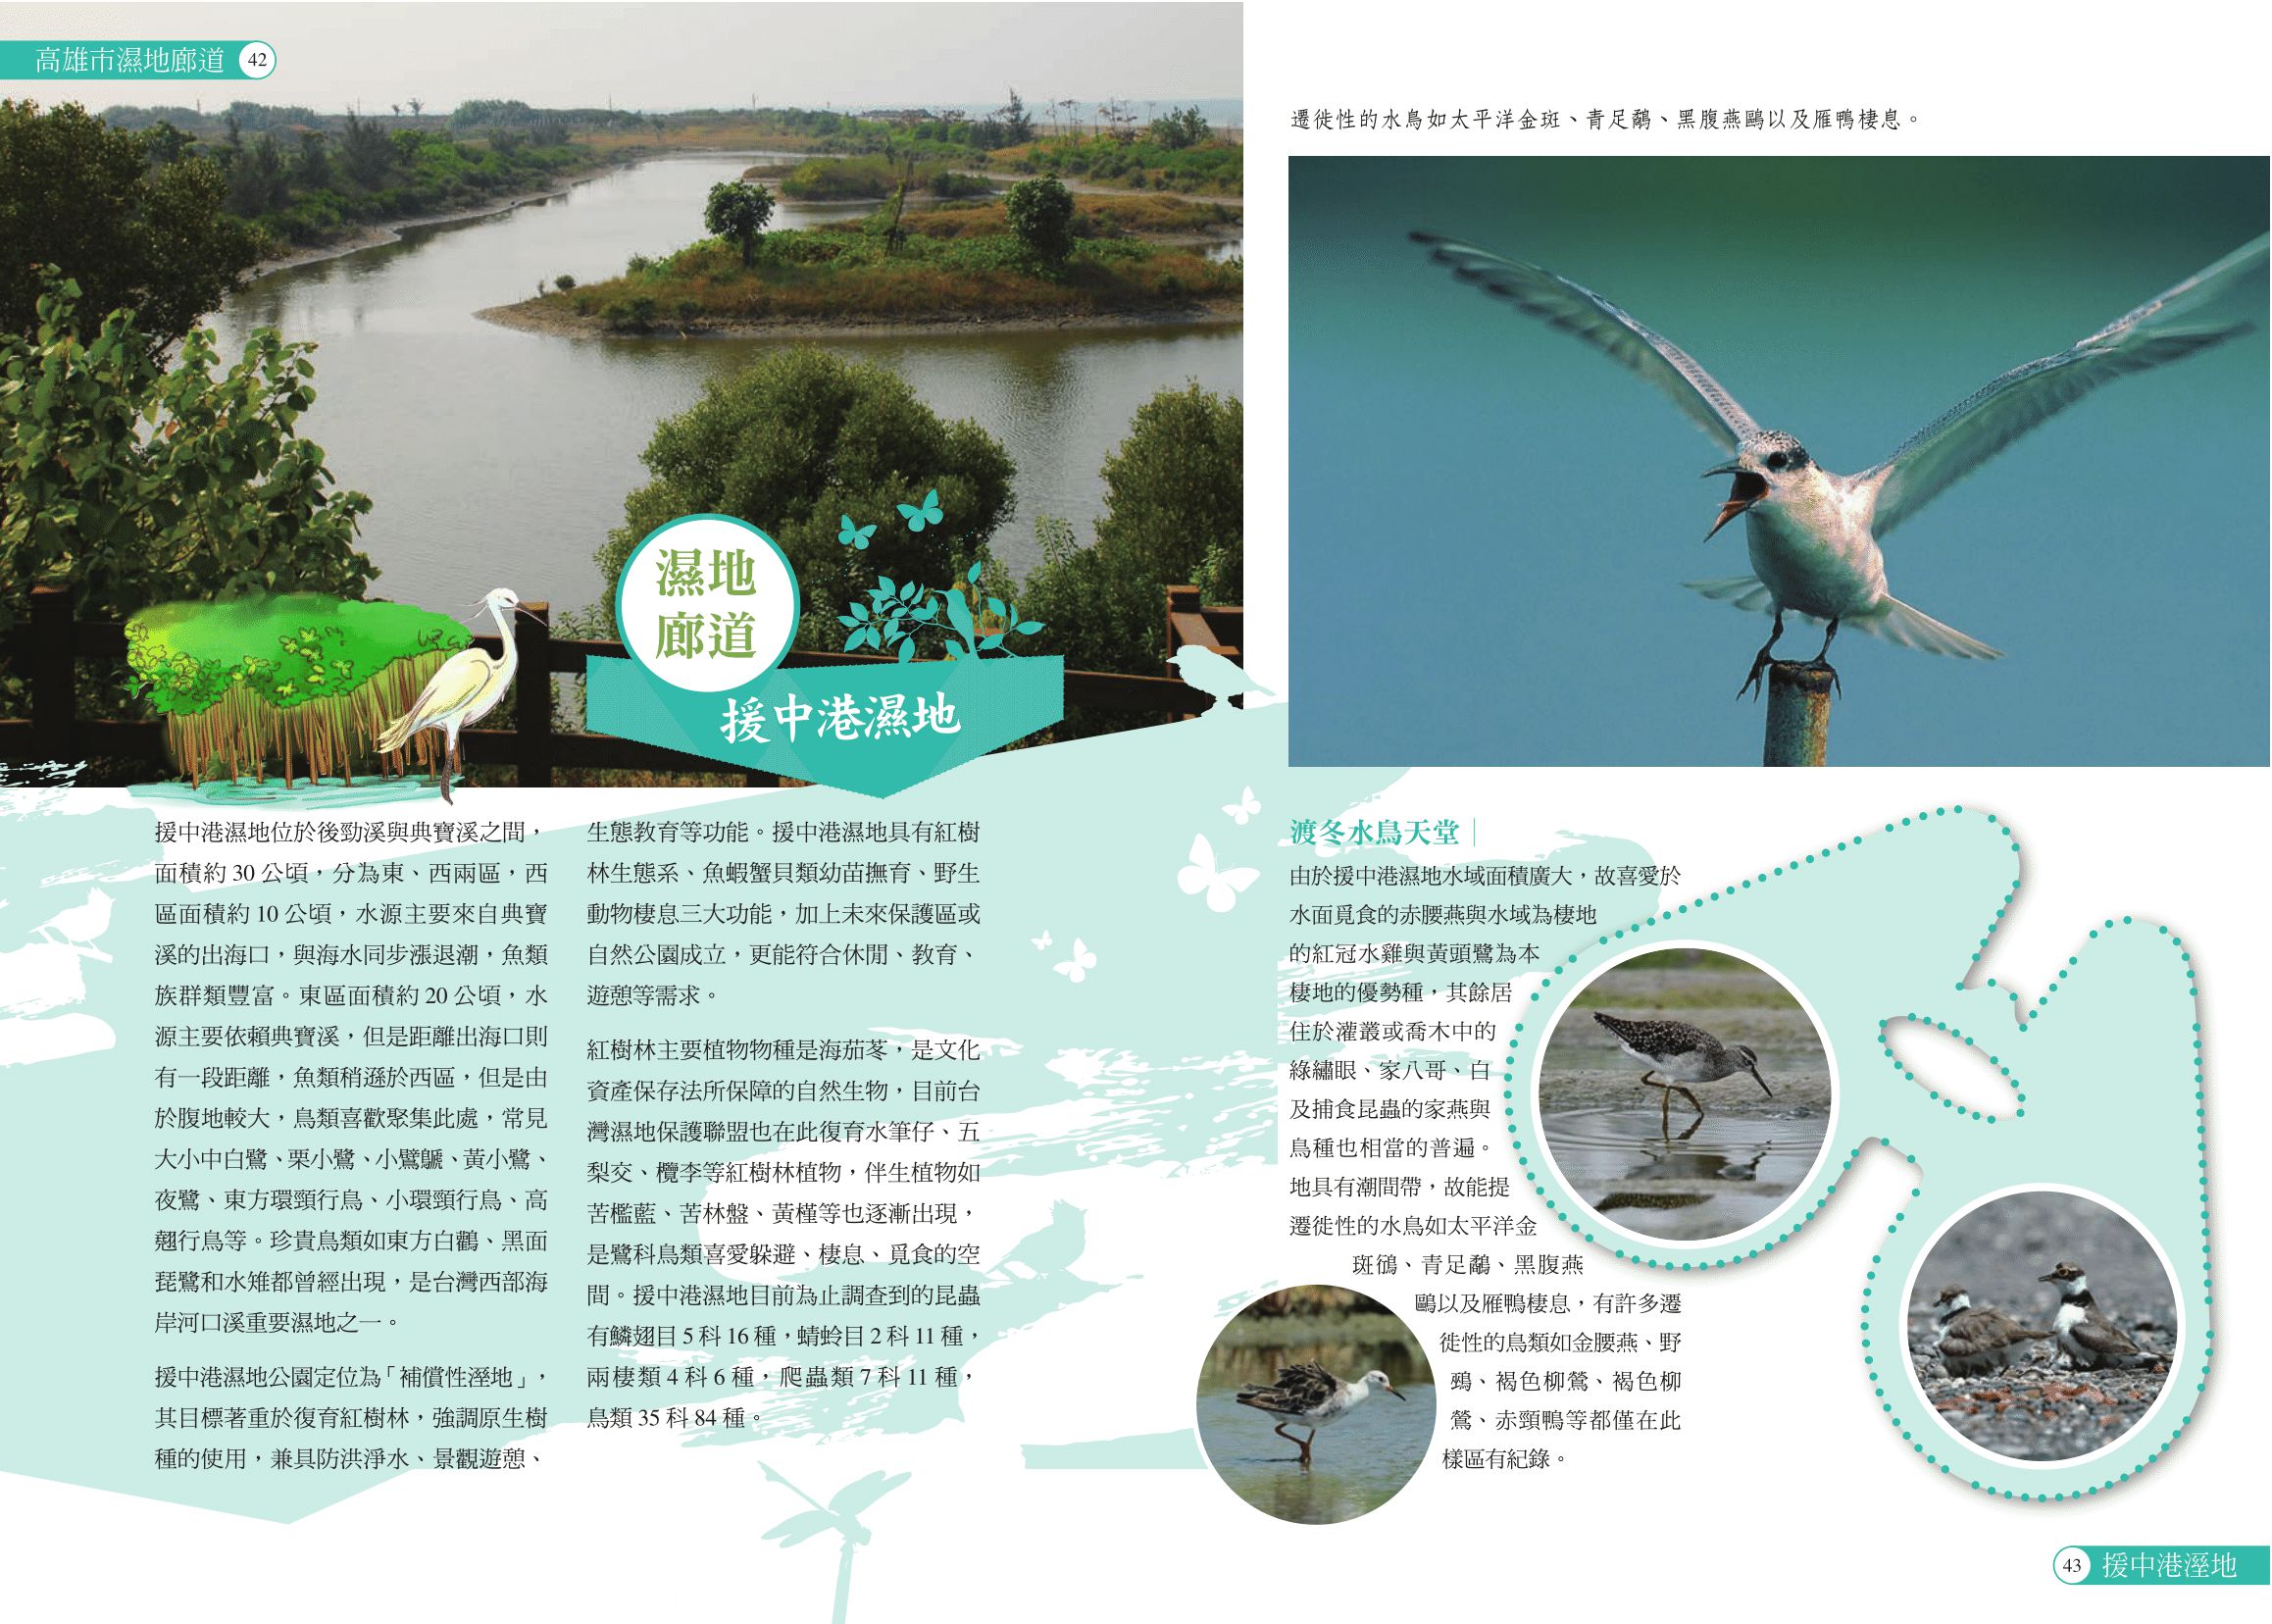 高雄市濕地廊道 42
濕地
廊道
援中港濕地
援中港濕地位於後勁溪與典寶溪之間，
面積約 30 公頃，分為東、西兩區，西
區面積約 10 公頃，水源主要來自典寶
溪的出海口，與海水同步漲退潮，魚類
族群類豐富。東區面積約 20 公頃，水
源主要依賴典寶溪，但是距離出海口則
有一段距離，魚類稍遜於西區，但是由
於腹地較大，鳥類喜歡聚集此處，常見
大小中白鷺、栗小鷺、小鸊鷉、黃小鷺、
夜鷺、東方環頸行鳥、小環頸行鳥、高
翹行鳥等。珍貴鳥類如東方白鸛、黑面
琵鷺和水雉都曾經出現，是台灣西部海
岸河口溪重要濕地之一。
援中港濕地公園定位為「補償性溼地」，
其目標著重於復育紅樹林，強調原生樹
種的使用，兼具防洪淨水、景觀遊憩、
生態教育等功能。援中港濕地具有紅樹
林生態系、魚蝦蟹貝類幼苗撫育、野生
動物棲息三大功能，加上未來保護區或
自然公園成立，更能符合休閒、教育、
遊憩等需求。
紅樹林主要植物物種是海茄苳，是文化
資產保存法所保障的自然生物，目前台
灣濕地保護聯盟也在此復育水筆仔、五
梨交、欖李等紅樹林植物，伴生植物如
苦檻藍、苦林盤、黃槿等也逐漸出現，
是鷺科鳥類喜愛躲避、棲息、覓食的空
間。援中港濕地目前為止調查到的昆蟲
有鱗翅目 5 科 16 種，蜻蛉目 2 科 11 種，
兩棲類 4 科 6 種，爬蟲類 7 科 11 種，
鳥類 35 科 84 種。
遷徙性的水鳥如太平洋金斑、青足鷸、黑腹燕鷗以及雁鴨棲息。
渡冬水鳥天堂
由於援中港濕地水域面積廣大，故喜愛於
水面覓食的赤腰燕與水域為棲地
的紅冠水雞與黃頭鷺為本
棲地的優勢種，其餘居
住於灌叢或喬木中的
綠繡眼、家八哥、白
及捕食昆蟲的家燕與
鳥種也相當的普遍。
地具有潮間帶，故能提
遷徙性的水鳥如太平洋金
斑鴴、青足鷸、黑腹燕
鷗以及雁鴨棲息，有許多遷
徙性的鳥類如金腰燕、野
鵐、褐色柳鶯、褐色柳
鶯、赤頸鴨等都僅在此
樣區有紀錄。
43 援中港溼地